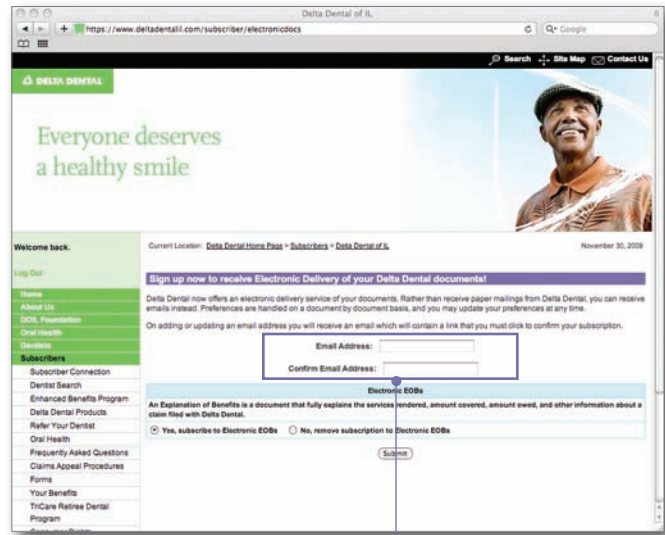 Delta Dental of IL
https://www.deltadentalil.com/subscriber/electronicdocs
Google
Search Site Map Contact Us
DELTA DENTAL
Everyone deserves
a healthy smile
Welcome back.
Current Location: Delta Dental Home Page > Subscribers > Delta Dental of IL
November 30, 2009
Log Out
Sign up now to receive Electronic Delivery of your Delta Dental documents!
Home
About Us
DDIL Foundation
Oral Health
Dentists
Subscribers
Subscriber Connection
Dentist Search
Enhanced Benefits Program
Delta Dental Products
Refer Your Dentist
Oral Health
Frequently Asked Questions
Claims Appeal Procedures
Forms
Your Benefits
TriCare Retiree Dental
Program
Delta Dental now offers an electronic delivery service of your documents. Rather than receive paper mailings from Delta Dental, you can receive
emails instead. Preferences are handled on a document by document basis, and you may update your preferences at any time.
On adding or updating an email address you will receive an email which will contain a link that you must click to confirm your subscription.
Email Address:
Confirm Email Address:
Electronic EOBs
An Explanation of Benefits is a document that fully explains the services rendered, amount covered, amount owed, and other information about a
claim filed with Delta Dental.
Yes, subscribe to Electronic EOBs No, remove subscription to Electronic EOBs
Submit